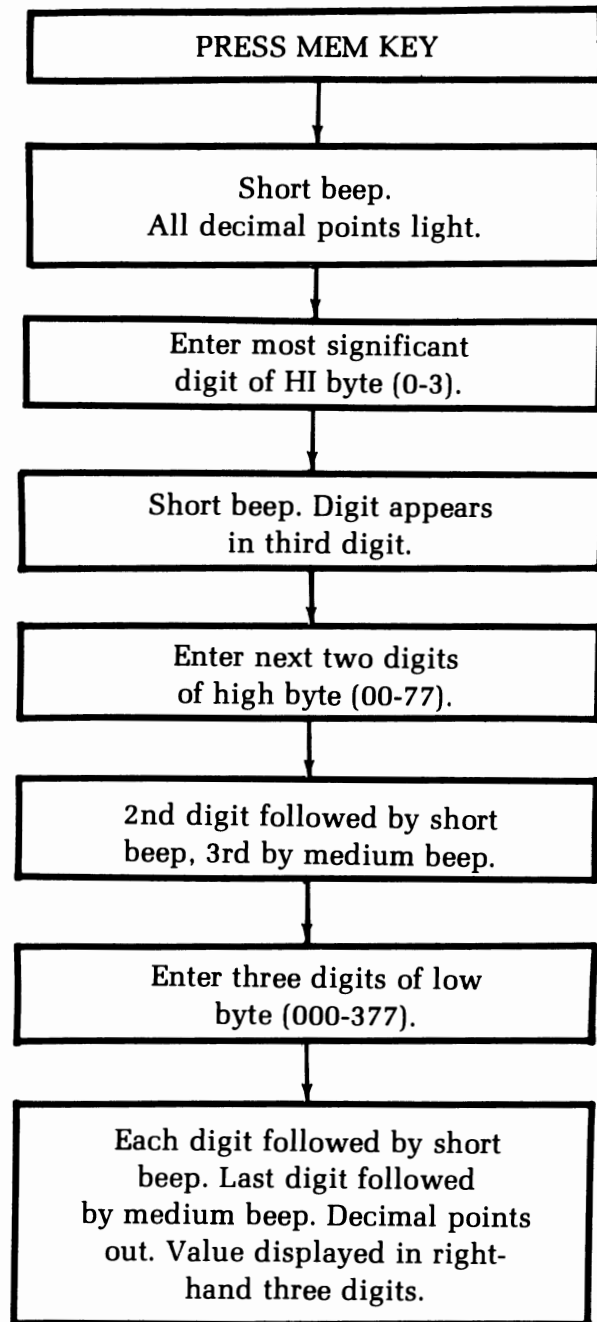 PRESS MEM KEY
Short beep.
All decimal points light.
Enter most significant
digit of HI byte (0-3).
Short beep. Digit appears
in third digit.
Enter next two digits
of high byte (00-77).
2nd digit followed by short
beep, 3rd by medium beep.
Enter three digits of low
byte (000-377).
Each digit followed by short
beep. Last digit followed
by medium beep. Decimal points
out. Value displayed in right-
hand three digits.